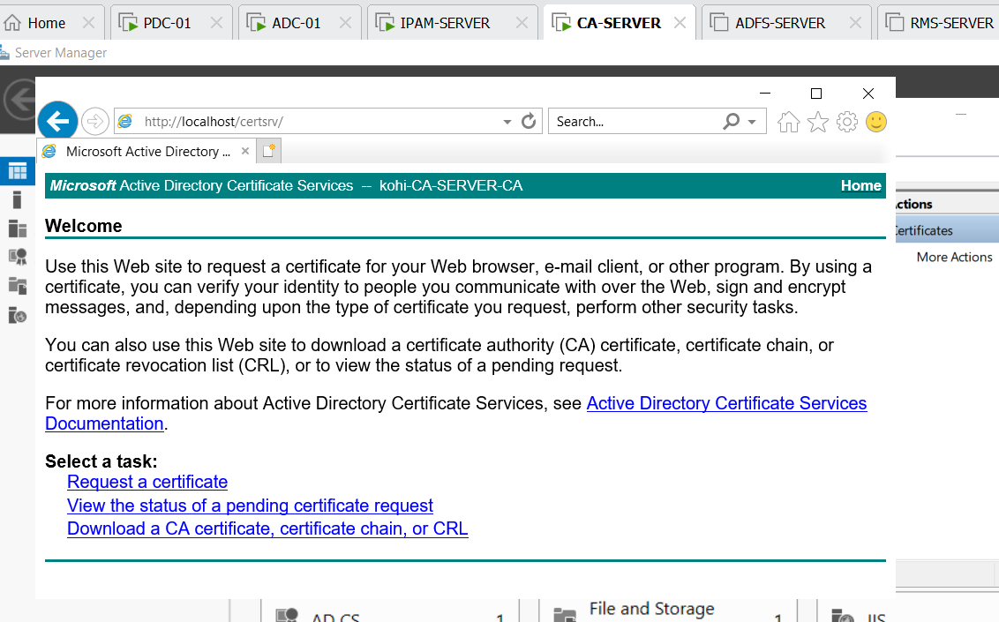 Home
PDC-01
ADC-01
IPAM-SERVER
CA-SERVER
ADFS-SERVER
RMS-SERVER
Server Manager
http://localhost/certsrv/
Search...
Microsoft Active Directory ...
Microsoft Active Directory Certificate Services -- kohi-CA-SERVER-CA
Home
Welcome
Use this Web site to request a certificate for your Web browser, e-mail client, or other program. By using a
certificate, you can verify your identity to people you communicate with over the Web, sign and encrypt
messages, and, depending upon the type of certificate you request, perform other security tasks.
You can also use this Web site to download a certificate authority (CA) certificate, certificate chain, or
certificate revocation list (CRL), or to view the status of a pending request.
For more information about Active Directory Certificate Services, see Active Directory Certificate Services
Documentation.
Select a task:
Request a certificate
View the status of a pending certificate request
Download a CA certificate, certificate chain, or CRL
ctions
Certificates
More Actions
AD CS
1
File and Storage
1
IIS